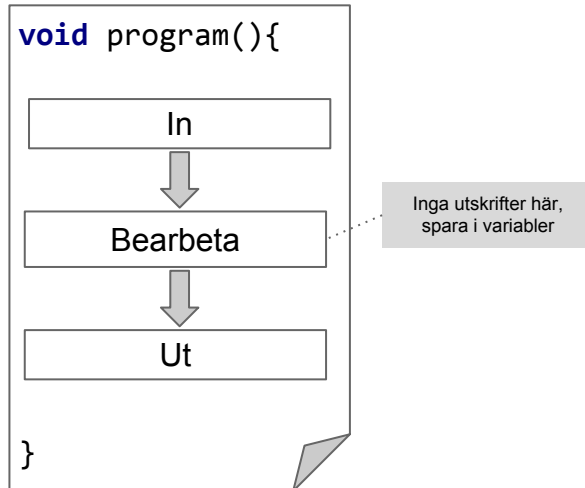 void program(){
In
Bearbeta
Inga utskrifter här,
spara i variabler
Ut
}